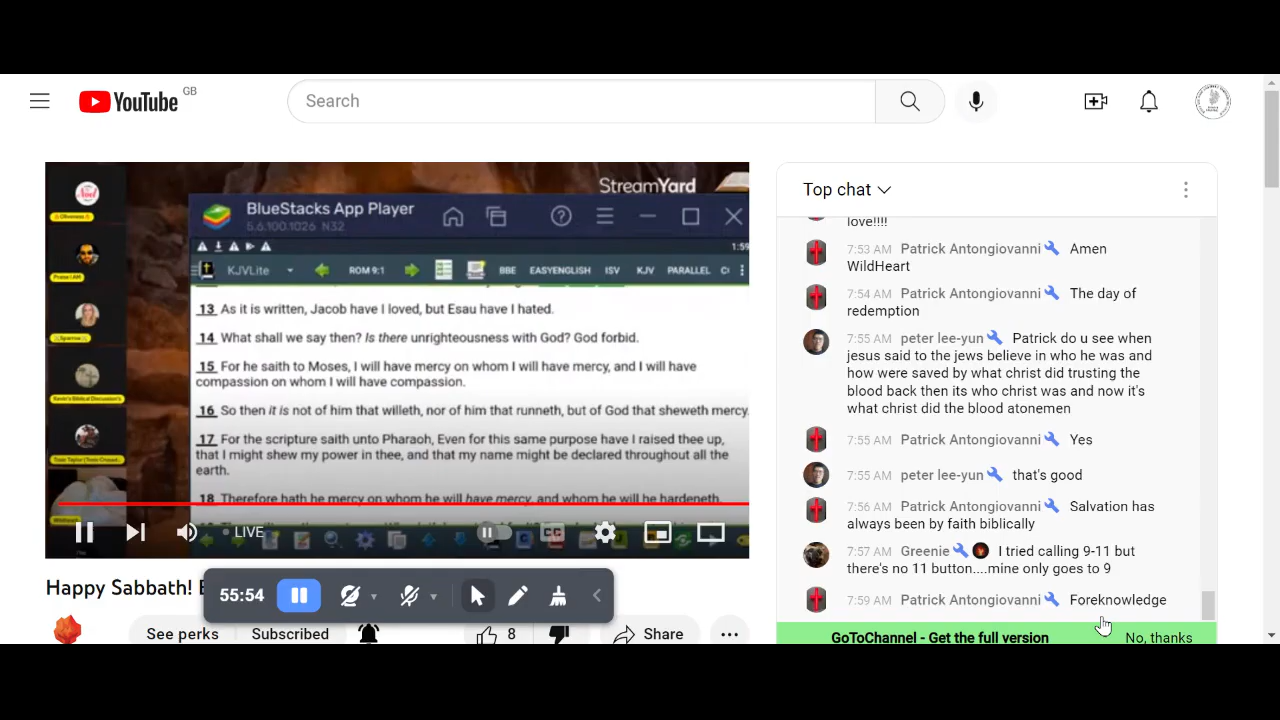 YouTube GB
Search
StreamYard
BlueStacks App Player
5.6.100.1026 N32
1:59
KJVLite
ROM 9:1
BBE EASYENGLISH ISV KJV PARALLEL
13 As it is written, Jacob have I loved, but Esau have I hated.
14 What shall we say then? Is there unrighteousness with God? God forbid.
15 For he saith to Moses, I will have mercy on whom I will have mercy, and I will have
compassion on whom I will have compassion.
16 So then it is not of him that willeth, nor of him that runneth, but of God that sheweth mercy.
17 For the scripture saith unto Pharaoh, Even for this same purpose have I raised thee up,
that I might shew my power in thee, and that my name might be declared throughout all the
earth.
18 Therefore hath he mercy on whom he will have mercy, and whom he will he hardeneth.
Noel
Praise I AM
Sparrow
Kevin's Biblical Discussion's
LIVE
CC
Happy Sabbath!
55:54
See perks
Subscribed
8
Share
Top chat
love!!!!
7:53 AM Patrick Antongiovanni Amen
WildHeart
7:54 AM Patrick Antongiovanni The day of
redemption
7:55 AM peter lee-yun Patrick do u see when
jesus said to the jews believe in who he was and
how were saved by what christ did trusting the
blood back then its who christ was and now it's
what christ did the blood atonemen
7:55 AM Patrick Antongiovanni Yes
7:55 AM peter lee-yun that's good
7:56 AM Patrick Antongiovanni Salvation has
always been by faith biblically
7:57 AM Greenie I tried calling 9-11 but
there's no 11 button....mine only goes to 9
7:59 AM Patrick Antongiovanni Foreknowledge
GoToChannel - Get the full version
No, thanks